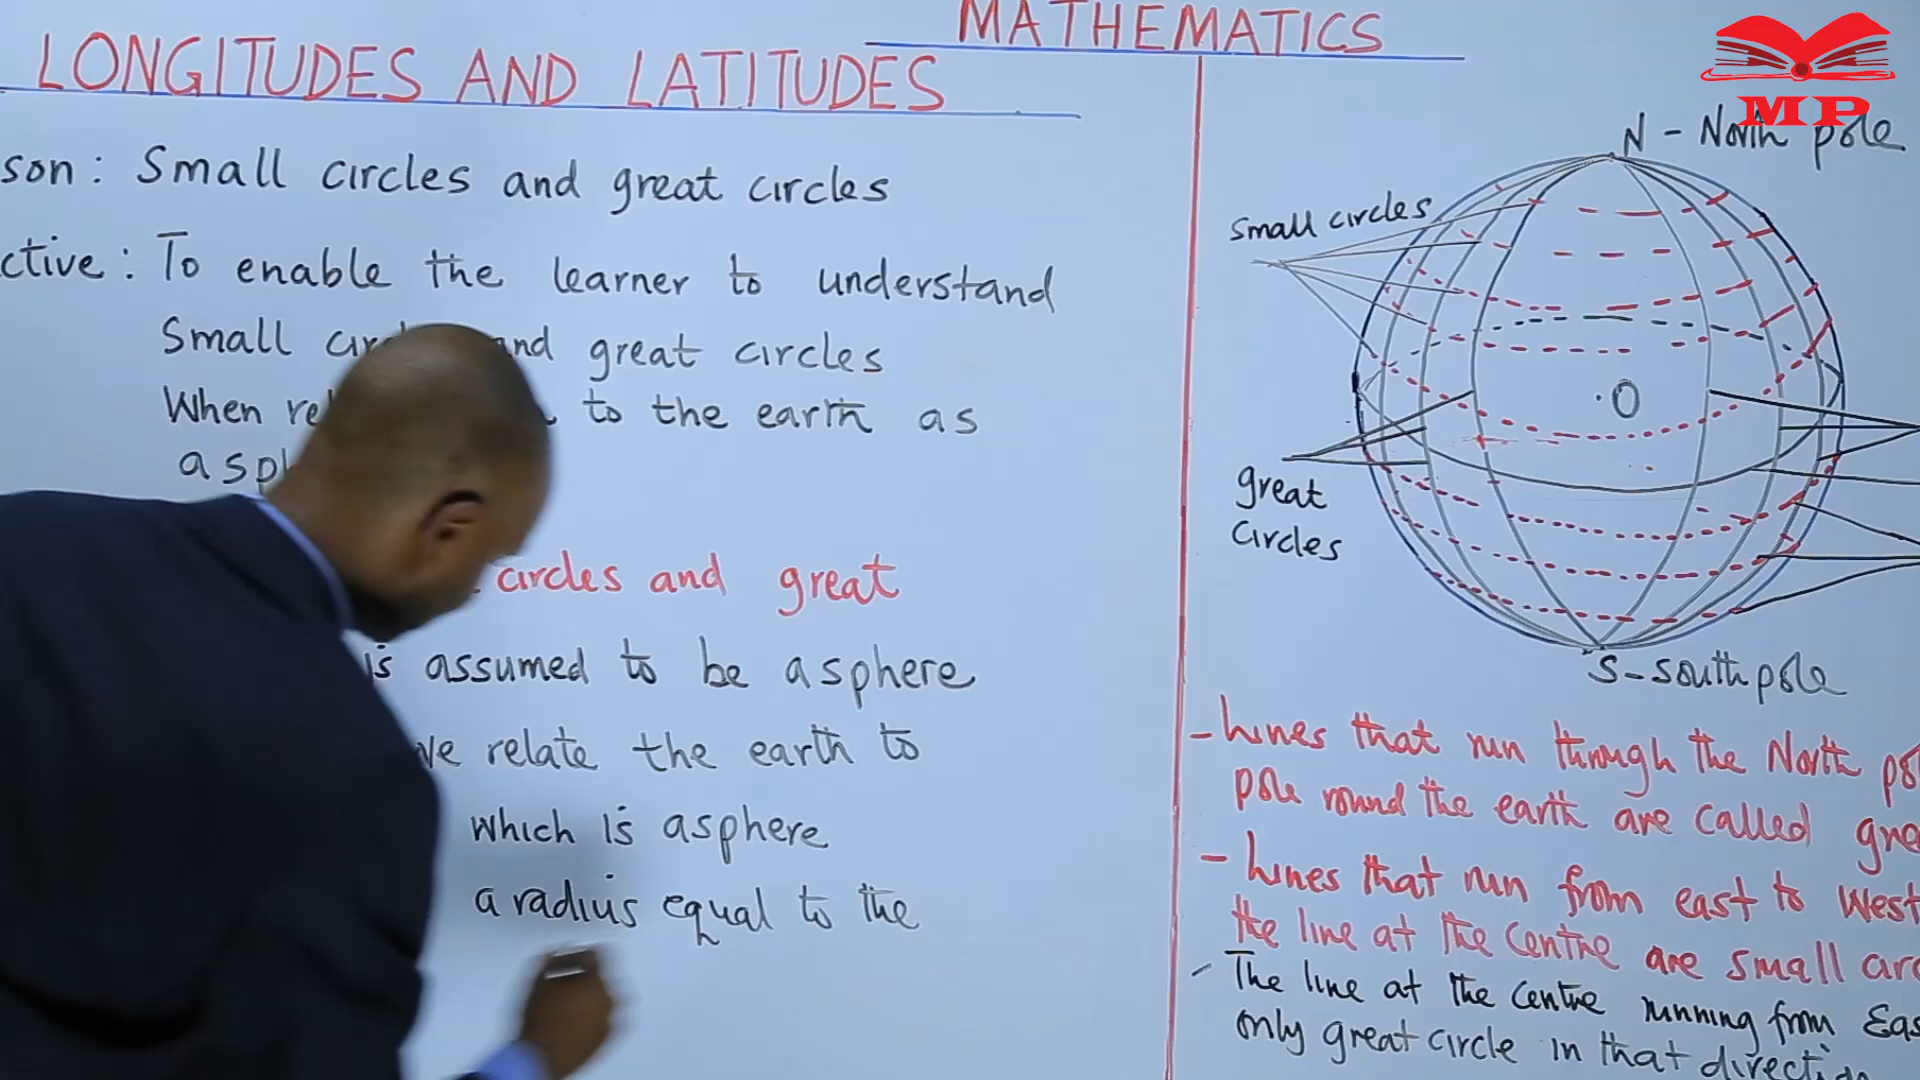 MATHEMATICS
LONGITUDES AND LATITUDES
son: Small circles and great circles
ctive: To enable the learner to understand
Small and great circles
When to the earth as
a
circles and great
is assumed to be a sphere
we relate the earth to
which is a sphere
a radius equal to the
MP
N - North pole
small circles
O
great
circles
S - south pole
- Lines that run through the North
pole round the earth are called
- Lines that run from east to West
the line at the centre are small
- The line at the centre running from
only great circle in that